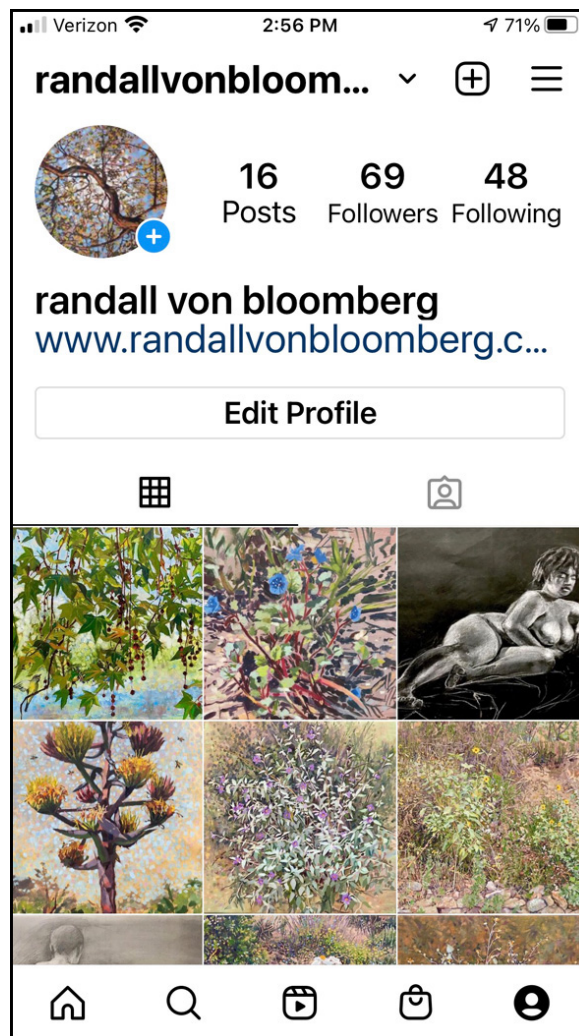 Verizon 2:56 PM 71%
randallvonbloom...
16 69 48
Posts Followers Following
randall von bloomberg
www.randallvonbloomberg.c...
Edit Profile